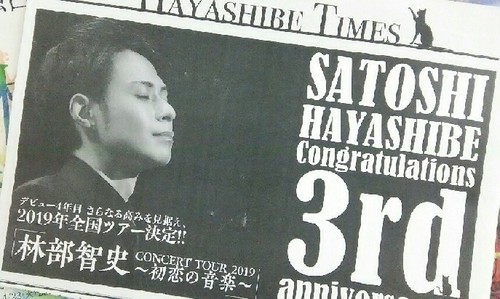 HAYASHIBE TIMES
SATOSHI
HAYASHIBE
Congratulations
3rd
デビュー4年目 さらなる高みを見据え、
2019年全国ツアー決定!!
「林部智史 CONCERT TOUR 2019
～初恋の音楽～」